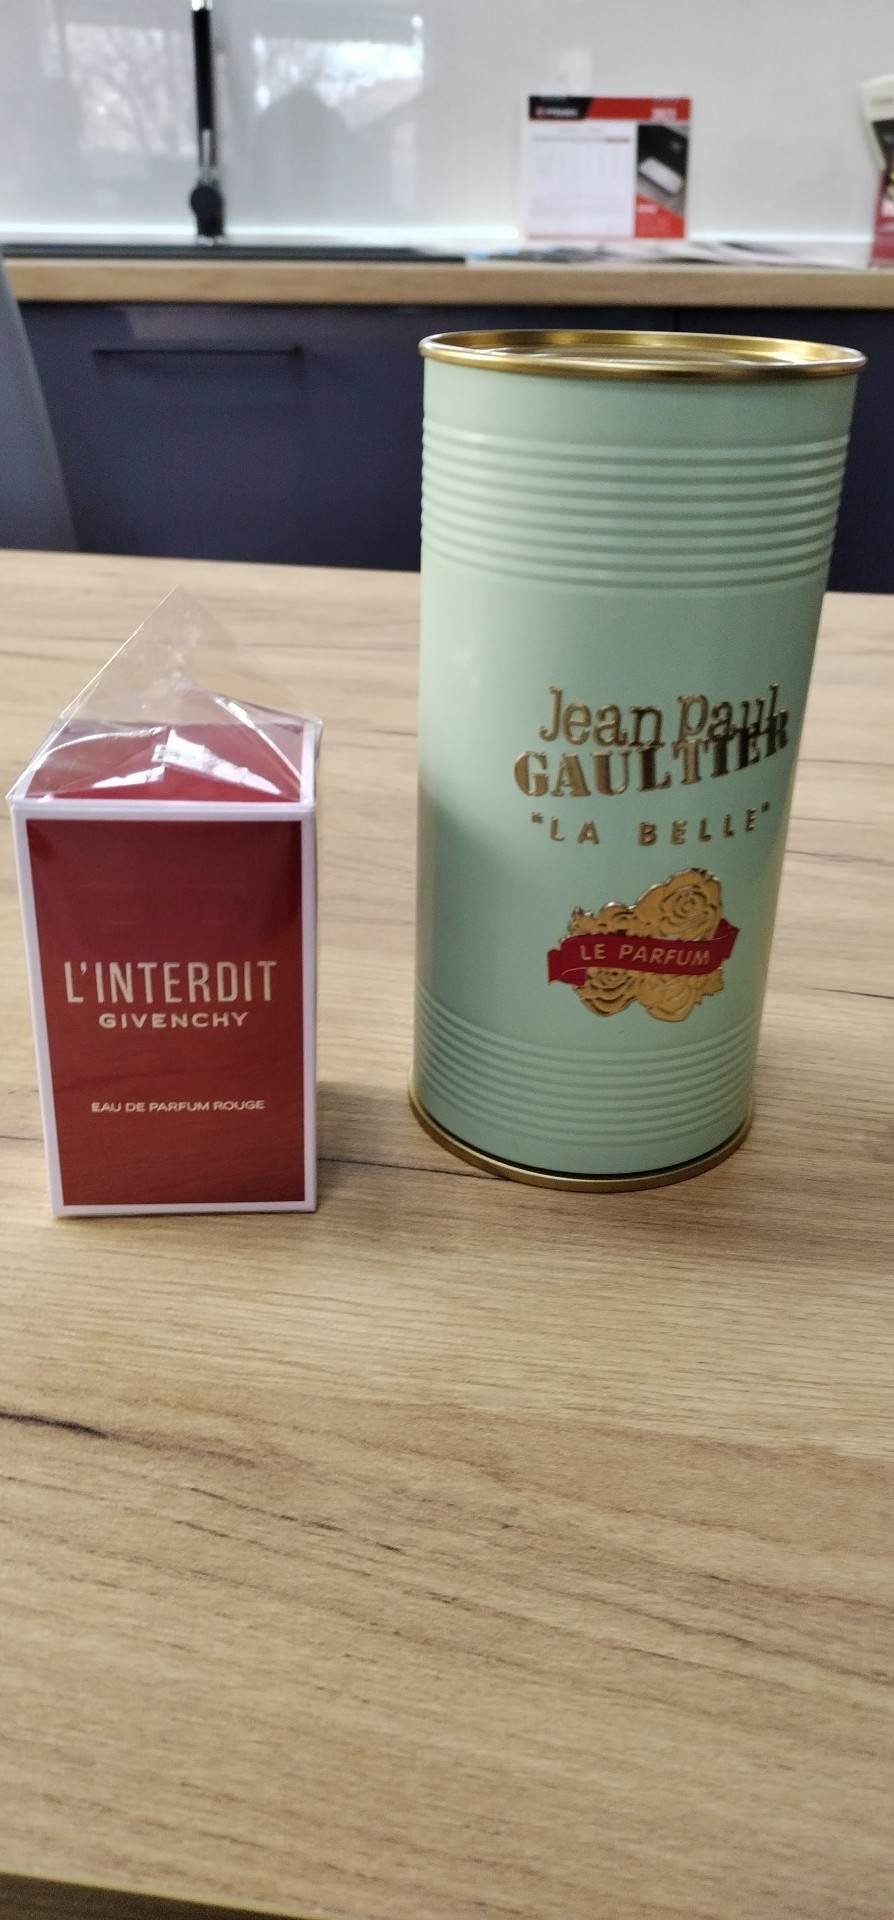 L'INTERDIT
GIVENCHY
EAU DE PARFUM ROUGE
Jean Paul
GAULTIER
"LA BELLE"
LE PARFUM